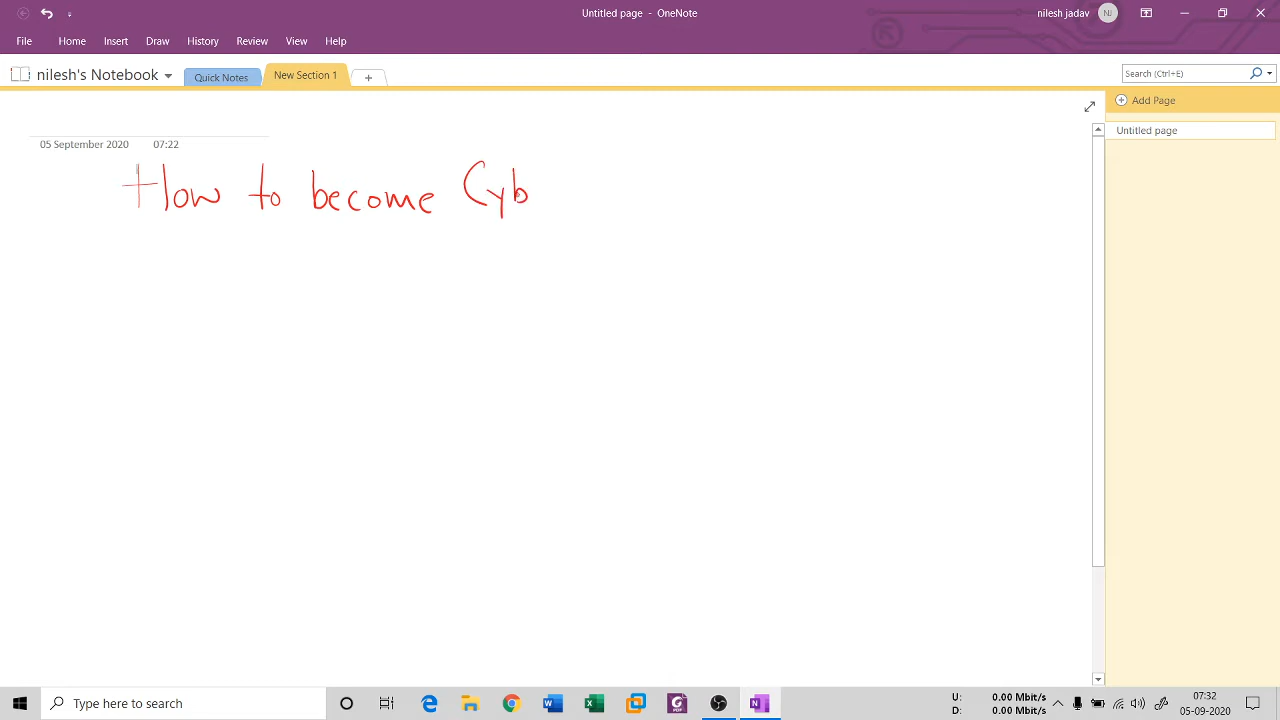 Untitled page - OneNote
nilesh jadav
NJ
File Home Insert Draw History Review View Help
nilesh's Notebook
Quick Notes
New Section 1
Search (Ctrl+E)
Add Page
Untitled page
05 September 2020 07:22
How to become Cyb
Type here to search
U: 0.00 Mbit/s
D: 0.00 Mbit/s
07:32
05-09-2020